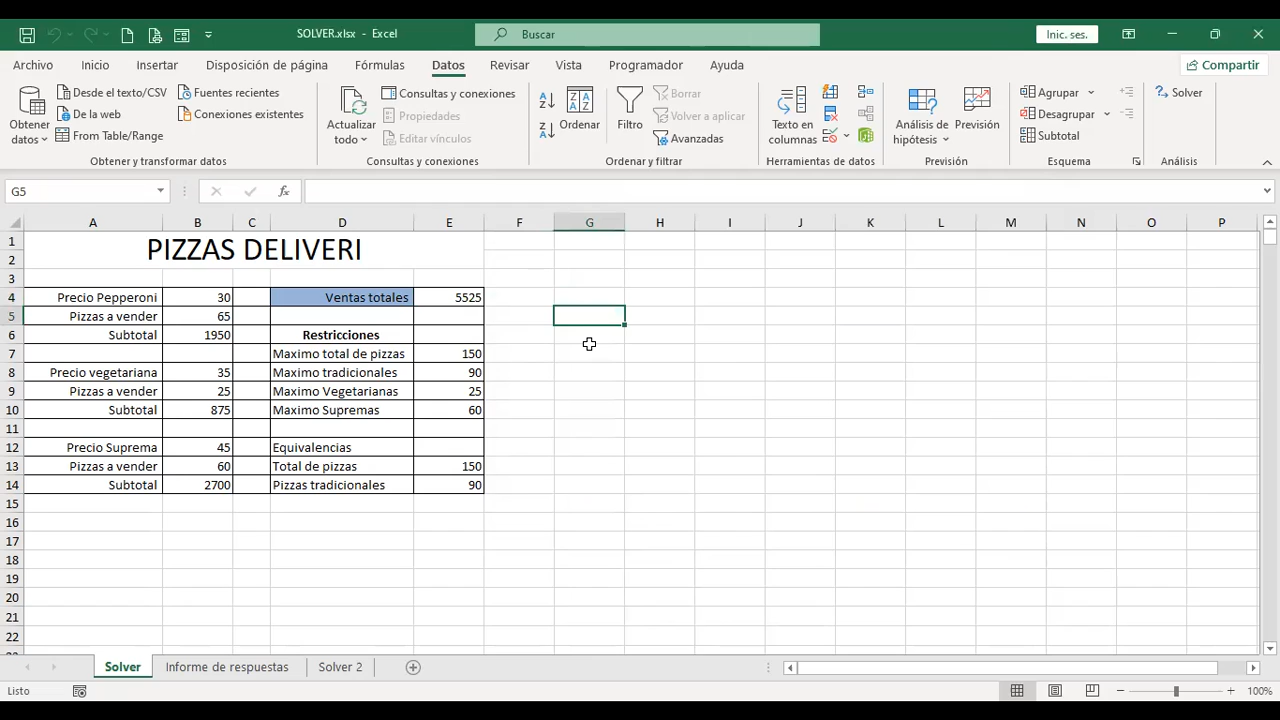 SOLVER.xlsx - Excel
Buscar
Inic. ses.
Archivo Inicio Insertar Disposición de página Fórmulas Datos Revisar Vista Programador Ayuda Compartir
Obtener datos
Desde el texto/CSV
De la web
From Table/Range
Fuentes recientes
Conexiones existentes
Obtener y transformar datos
Actualizar todo
Consultas y conexiones
Propiedades
Editar vínculos
Consultas y conexiones
Ordenar
Filtro
Borrar
Volver a aplicar
Avanzadas
Ordenar y filtrar
Texto en columnas
Herramientas de datos
Análisis de hipótesis
Previsión
Previsión
Agrupar
Desagrupar
Subtotal
Esquema
Solver
Análisis
G5
A B C D E F G H I J K L M N O P
1 PIZZAS DELIVERI
2
3
4 Precio Pepperoni 30 Ventas totales 5525
5 Pizzas a vender 65
6 Subtotal 1950 Restricciones
7 Maximo total de pizzas 150
8 Precio vegetariana 35 Maximo tradicionales 90
9 Pizzas a vender 25 Maximo Vegetarianas 25
10 Subtotal 875 Maximo Supremas 60
11
12 Precio Suprema 45 Equivalencias
13 Pizzas a vender 60 Total de pizzas 150
14 Subtotal 2700 Pizzas tradicionales 90
15
16
17
18
19
20
21
22
Solver Informe de respuestas Solver 2
Listo 100%